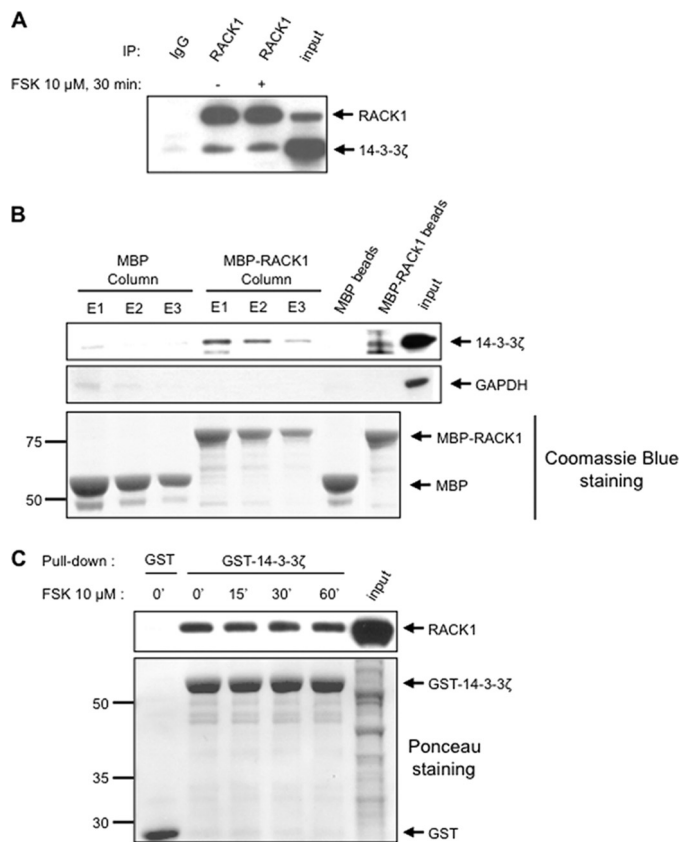 A
IP: IgG RACK1 RACK1 input
FSK 10 µM, 30 min: - +
RACK1
14-3-3ζ
B
MBP Column MBP-RACK1 Column MBP beads MBP-RACk1 beads input
E1 E2 E3 E1 E2 E3
14-3-3ζ
GAPDH
75
MBP-RACK1
50
MBP
Coomassie Blue staining
C
Pull-down : GST GST-14-3-3ζ input
FSK 10 µM : 0' 0' 15' 30' 60'
RACK1
GST-14-3-3ζ
50
Ponceau staining
35
30
GST